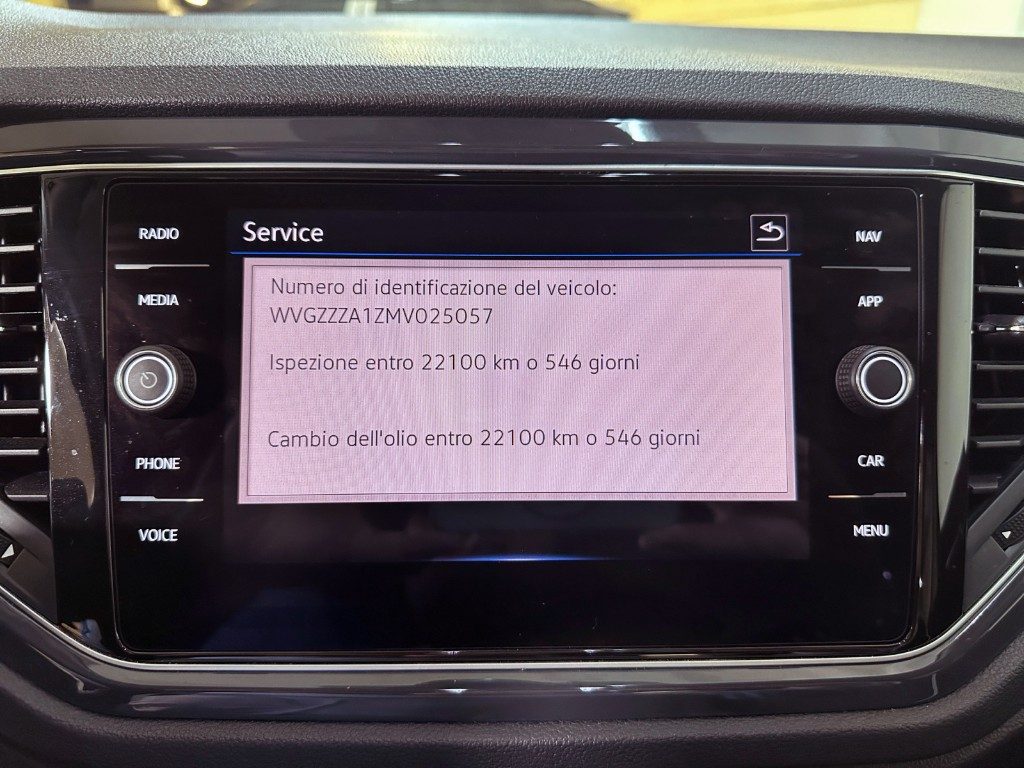 Service
RADIO
MEDIA
PHONE
VOICE
Numero di identificazione del veicolo:
WVGZZZA1ZMV025057
Ispezione entro 22100 km o 546 giorni
Cambio dell'olio entro 22100 km o 546 giorni
NAV
APP
CAR
MENU